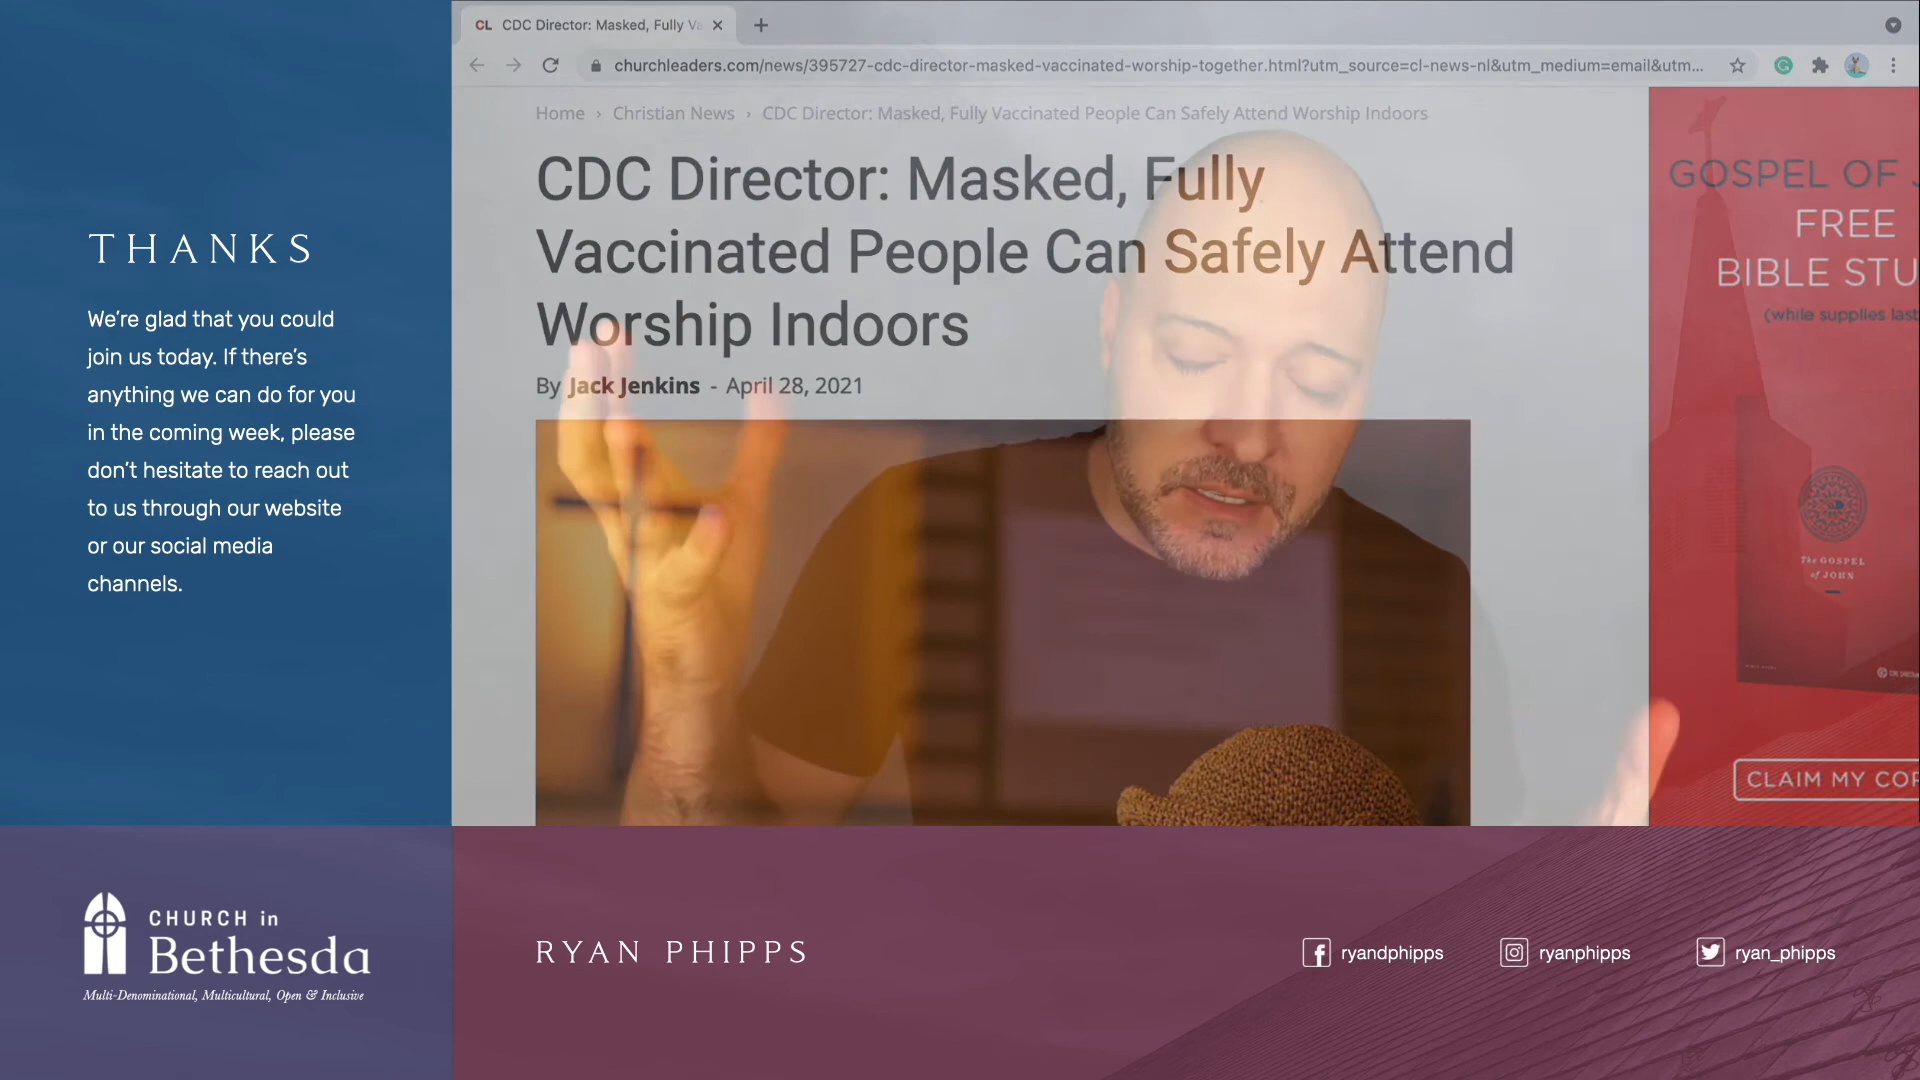 CL CDC Director: Masked, Fully Va
churchleaders.com/news/395727-cdc-director-masked-vaccinated-worship-together.html?utm_source=cl-news-nl&utm_medium=email&utm...
Home › Christian News › CDC Director: Masked, Fully Vaccinated People Can Safely Attend Worship Indoors
CDC Director: Masked, Fully
Vaccinated People Can Safely Attend
Worship Indoors
By Jack Jenkins - April 28, 2021
GOSPEL OF J
FREE
BIBLE STU
(while supplies last
The GOSPEL
of JOHN
CLAIM MY COP
THANKS
We're glad that you could
join us today. If there's
anything we can do for you
in the coming week, please
don't hesitate to reach out
to us through our website
or our social media
channels.
CHURCH in
Bethesda
Multi-Denominational, Multicultural, Open & Inclusive
RYAN PHIPPS
ryandphipps
ryanphipps
ryan_phipps